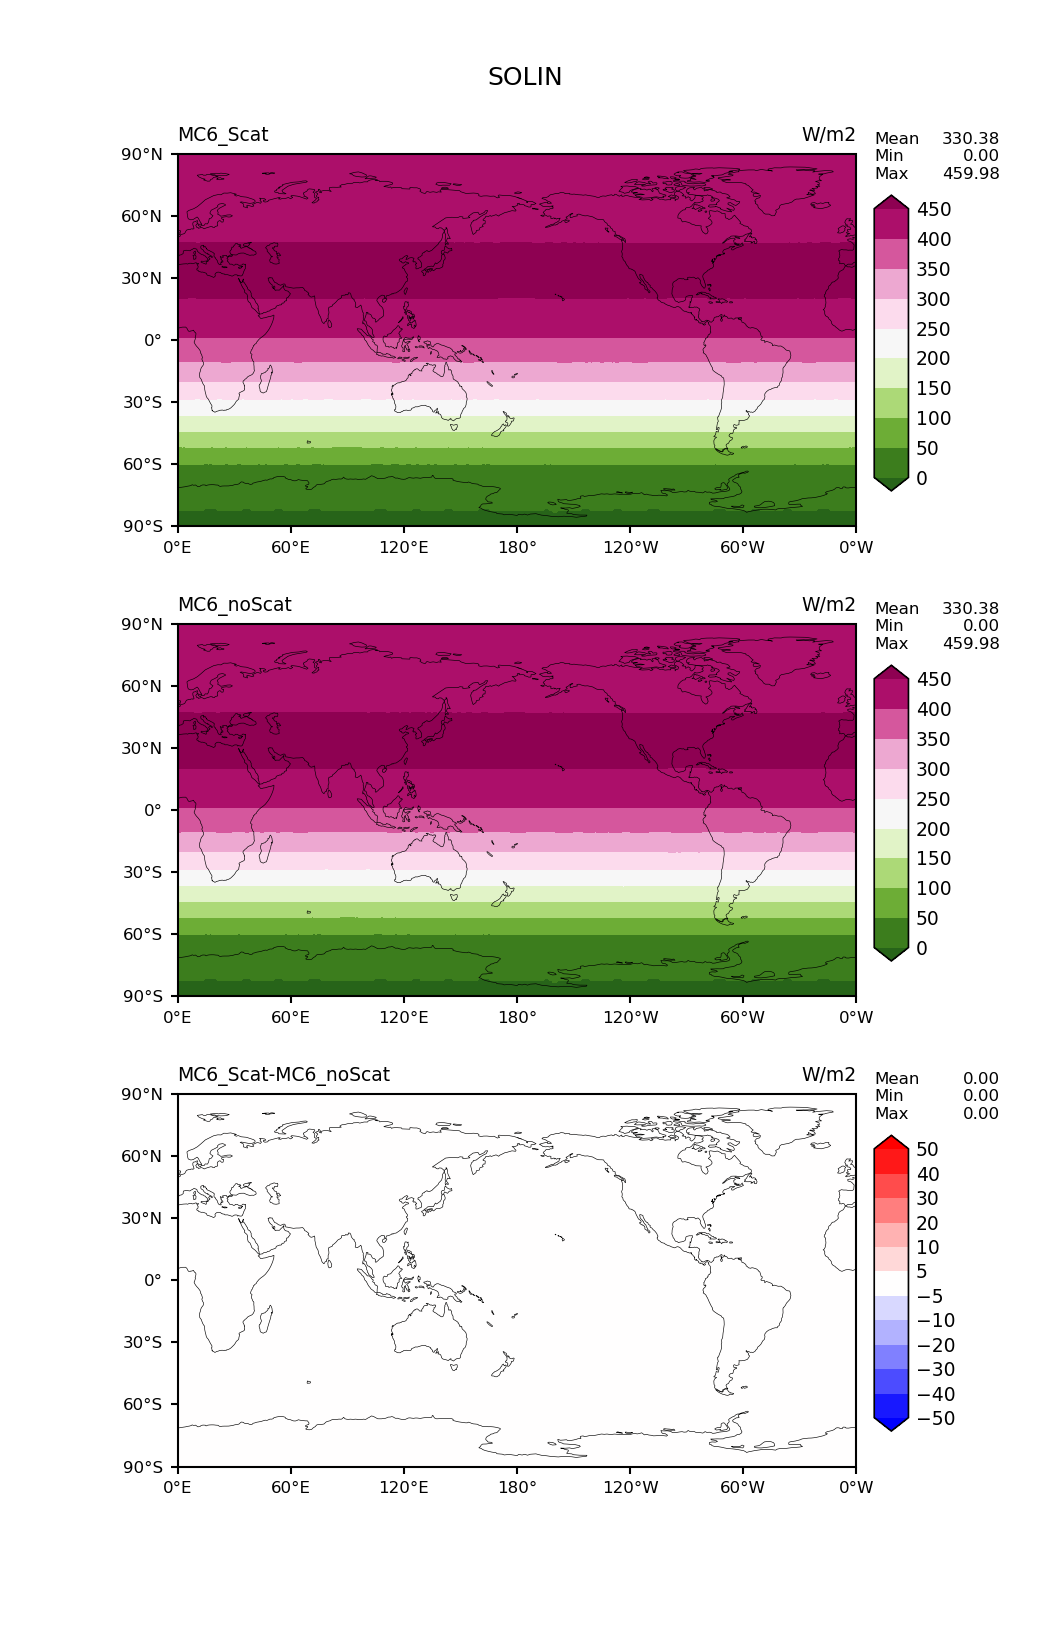 SOLIN
MC6_Scat W/m2
Mean 330.38
Min 0.00
Max 459.98
90°N
60°N
30°N
0°
30°S
60°S
90°S
0°E 60°E 120°E 180° 120°W 60°W 0°W
450
400
350
300
250
200
150
100
50
0
MC6_noScat W/m2
Mean 330.38
Min 0.00
Max 459.98
90°N
60°N
30°N
0°
30°S
60°S
90°S
0°E 60°E 120°E 180° 120°W 60°W 0°W
450
400
350
300
250
200
150
100
50
0
MC6_Scat-MC6_noScat W/m2
Mean 0.00
Min 0.00
Max 0.00
90°N
60°N
30°N
0°
30°S
60°S
90°S
0°E 60°E 120°E 180° 120°W 60°W 0°W
50
40
30
20
10
5
−5
−10
−20
−30
−40
−50